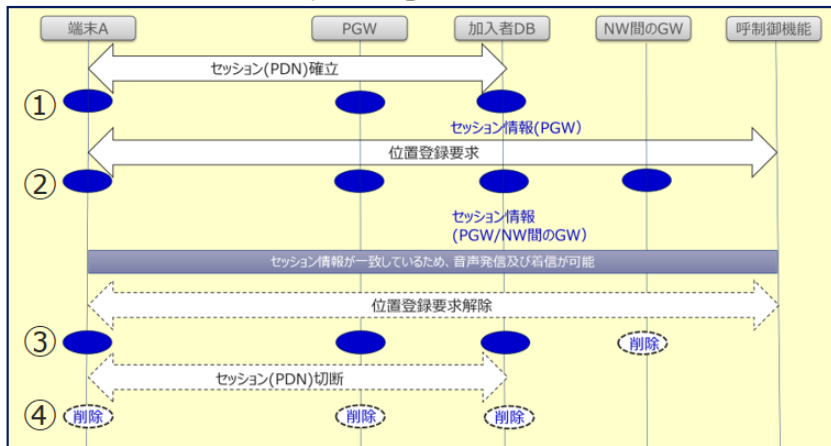 端末A
PGW
加入者DB
NW間のGW
呼制御機能
セッション(PDN)確立
①
セッション情報(PGW)
位置登録要求
②
セッション情報
(PGW/NW間のGW)
セッション情報が一致しているため、音声発信及び着信が可能
位置登録要求解除
③
削除
セッション(PDN)切断
④
削除
削除
削除